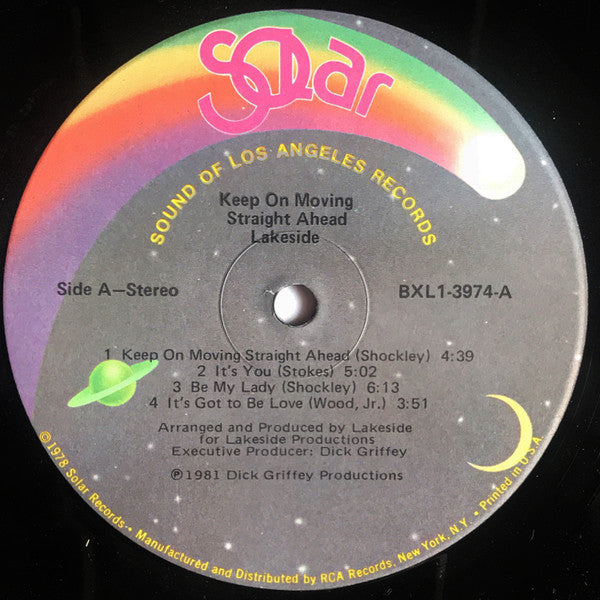 Solar
SOUND OF LOS ANGELES RECORDS
Keep On Moving
Straight Ahead
Lakeside
Side A—Stereo
BXL1-3974-A
1 Keep On Moving Straight Ahead (Shockley) 4:39
2 It's You (Stokes) 5:02
3 Be My Lady (Shockley) 6:13
4 It's Got to Be Love (Wood, Jr.) 3:51
Arranged and Produced by Lakeside
for Lakeside Productions
Executive Producer: Dick Griffey
℗1981 Dick Griffey Productions
©1978 Solar Records • Manufactured and Distributed by RCA Records, New York, N.Y. • Printed in U.S.A